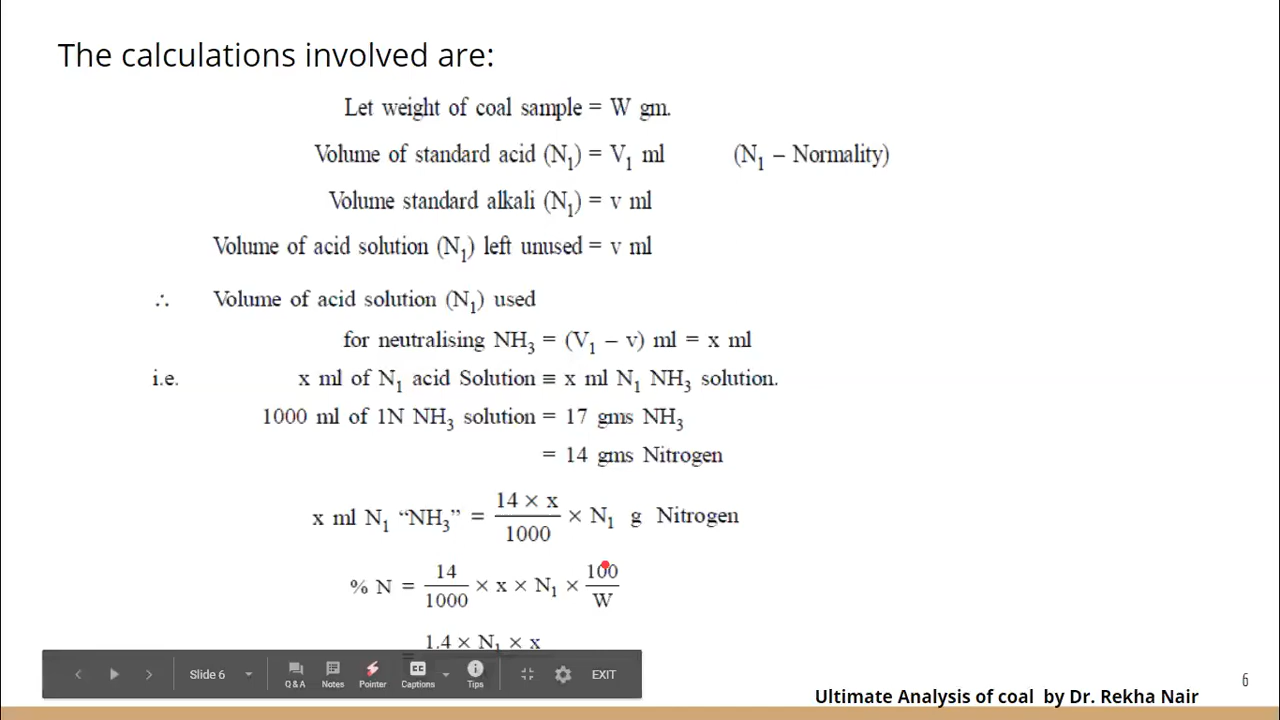 The calculations involved are:
Let weight of coal sample = W gm.
Volume of standard acid (N₁) = V₁ ml (N₁ – Normality)
Volume standard alkali (N₁) = v ml
Volume of acid solution (N₁) left unused = v ml
∴ Volume of acid solution (N₁) used
for neutralising NH₃ = (V₁ – v) ml = x ml
i.e. x ml of N₁ acid Solution ≡ x ml N₁ NH₃ solution.
1000 ml of 1N NH₃ solution = 17 gms NH₃
= 14 gms Nitrogen
x ml N₁ “NH₃” = 14 × x / 1000 × N₁ g Nitrogen
% N = 14 / 1000 × x × N₁ × 100 / W
= 1.4 × N₁ × x
Slide 6 Q & A Notes Pointer CC Captions Tips EXIT
6
Ultimate Analysis of coal by Dr. Rekha Nair